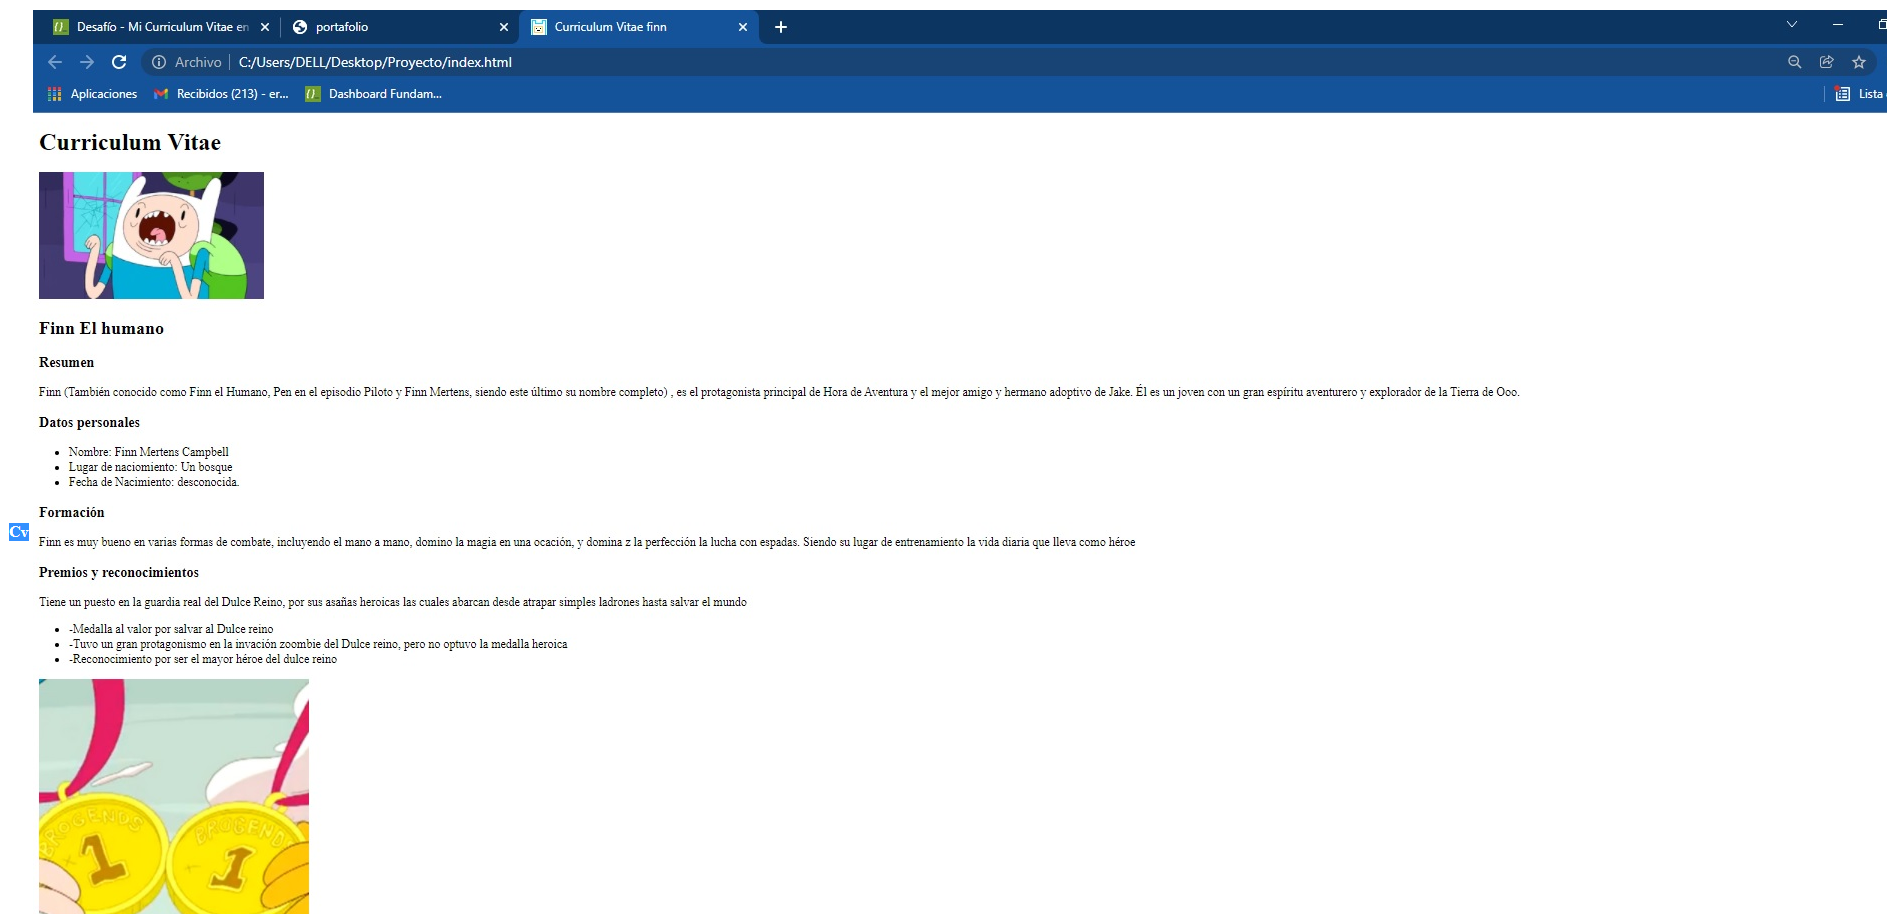 Desafío - Mi Curriculum Vitae en
portafolio
Curriculum Vitae finn
Archivo
C:/Users/DELL/Desktop/Proyecto/index.html
Aplicaciones
Recibidos (213) - er...
Dashboard Fundam...
Lista
Curriculum Vitae
Finn El humano
Resumen
Finn (También conocido como Finn el Humano, Pen en el episodio Piloto y Finn Mertens, siendo este último su nombre completo) , es el protagonista principal de Hora de Aventura y el mejor amigo y hermano adoptivo de Jake. Él es un joven con un gran espíritu aventurero y explorador de la Tierra de Ooo.
Datos personales
Nombre: Finn Mertens Campbell
Lugar de naciomiento: Un bosque
Fecha de Nacimiento: desconocida.
Formación
Cv
Finn es muy bueno en varias formas de combate, incluyendo el mano a mano, domino la magia en una ocación, y domina z la perfección la lucha con espadas. Siendo su lugar de entrenamiento la vida diaria que lleva como héroe
Premios y reconocimientos
Tiene un puesto en la guardia real del Dulce Reino, por sus asañas heroicas las cuales abarcan desde atrapar simples ladrones hasta salvar el mundo
-Medalla al valor por salvar al Dulce reino
-Tuvo un gran protagonismo en la invación zoombie del Dulce reino, pero no optuvo la medalla heroica
-Reconocimiento por ser el mayor héroe del dulce reino
1
1